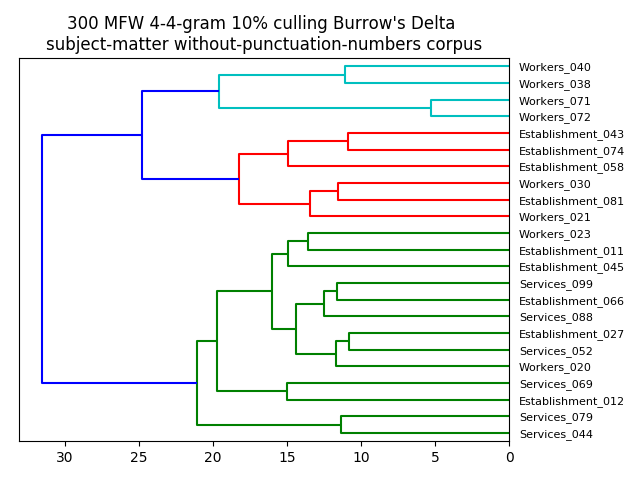 300 MFW 4-4-gram 10% culling Burrow's Delta
subject-matter without-punctuation-numbers corpus
Workers_040
Workers_038
Workers_071
Workers_072
Establishment_043
Establishment_074
Establishment_058
Workers_030
Establishment_081
Workers_021
Workers_023
Establishment_011
Establishment_045
Services_099
Establishment_066
Services_088
Establishment_027
Services_052
Workers_020
Services_069
Establishment_012
Services_079
Services_044
30 25 20 15 10 5 0